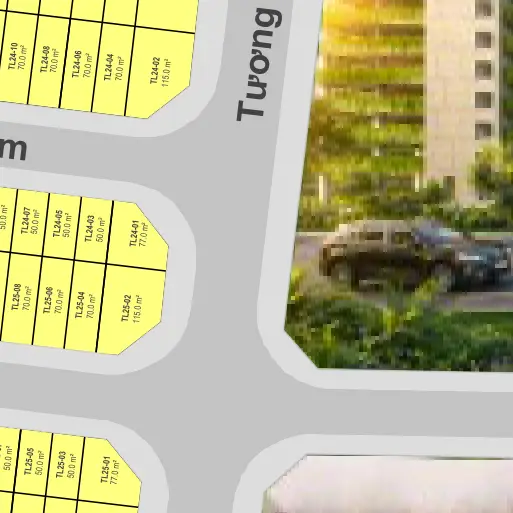 TL24-10
70.0 m²
TL24-08
70.0 m²
TL24-06
70.0 m²
TL24-04
70.0 m²
TL24-02
115.0 m²
Tương
m
50.0 m²
TL24-07
50.0 m²
TL24-05
50.0 m²
TL24-03
50.0 m²
TL24-01
77.0 m²
TL25-08
70.0 m²
TL25-06
70.0 m²
TL25-04
70.0 m²
TL25-02
115.0 m²
50.0 m²
TL25-05
50.0 m²
TL25-03
50.0 m²
TL25-01
77.0 m²